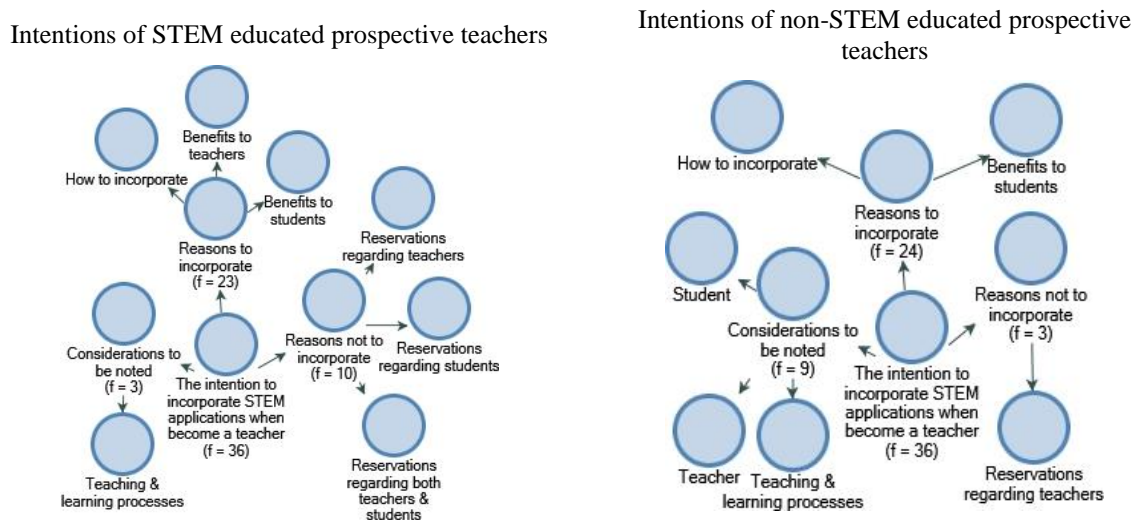 Intentions of STEM educated prospective teachers
Benefits to
teachers
How to incorporate
Benefits to
students
Reasons to
incorporate
(f = 23)
Reservations
regarding teachers
Considerations to
be noted
(f = 3)
The intention to
incorporate STEM
applications when
become a teacher
(f = 36)
Reasons not to
incorporate
(f = 10)
Reservations
regarding students
Teaching &
learning processes
Reservations
regarding both
teachers &
students
Intentions of non-STEM educated prospective
teachers
How to incorporate
Benefits to
students
Reasons to
incorporate
(f = 24)
Student
Considerations to
be noted
(f = 9)
Reasons not to
incorporate
(f = 3)
The intention to
incorporate STEM
applications when
become a teacher
(f = 36)
Teacher
Teaching &
learning processes
Reservations
regarding teachers